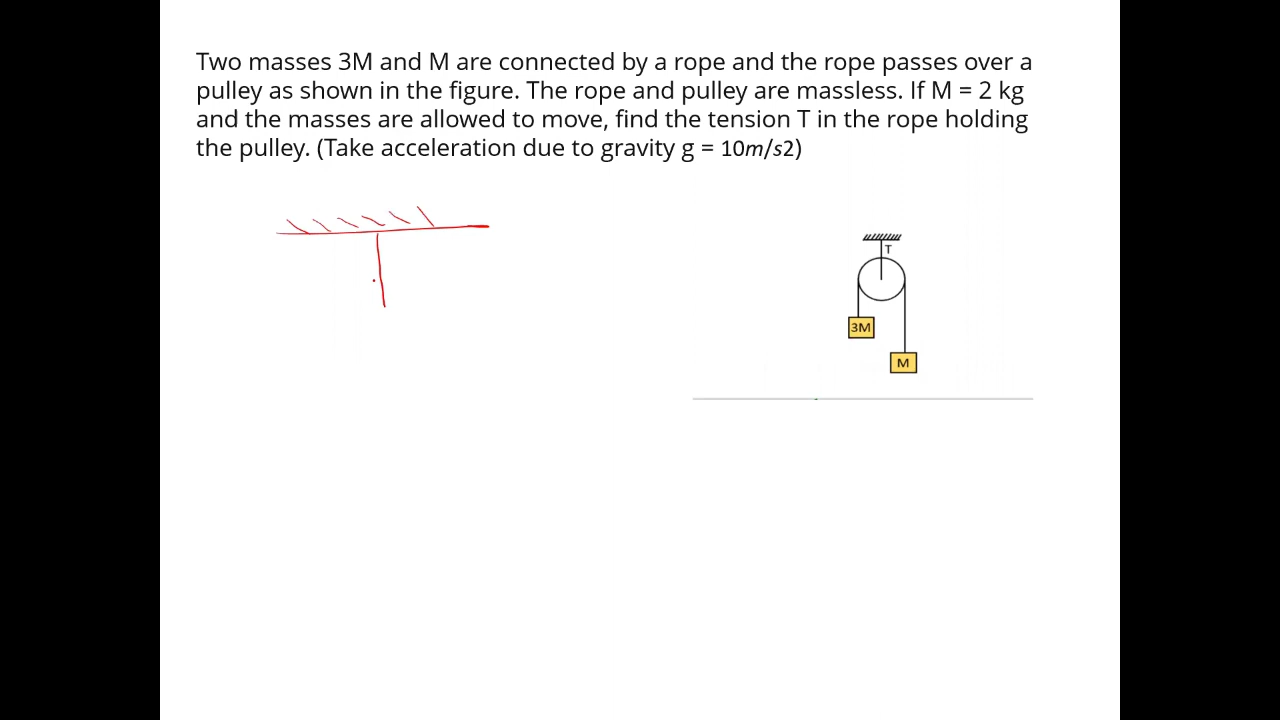 Two masses 3M and M are connected by a rope and the rope passes over a
pulley as shown in the figure. The rope and pulley are massless. If M = 2 kg
and the masses are allowed to move, find the tension T in the rope holding
the pulley. (Take acceleration due to gravity g = 10m/s2)
T
3M
M